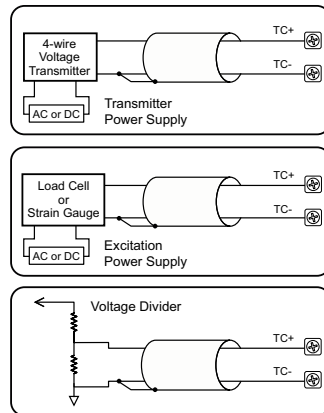 4-wire
Voltage
Transmitter
TC+
TC-
AC or DC
Transmitter
Power Supply
Load Cell
or
Strain Gauge
TC+
TC-
AC or DC
Excitation
Power Supply
Voltage Divider
TC+
TC-